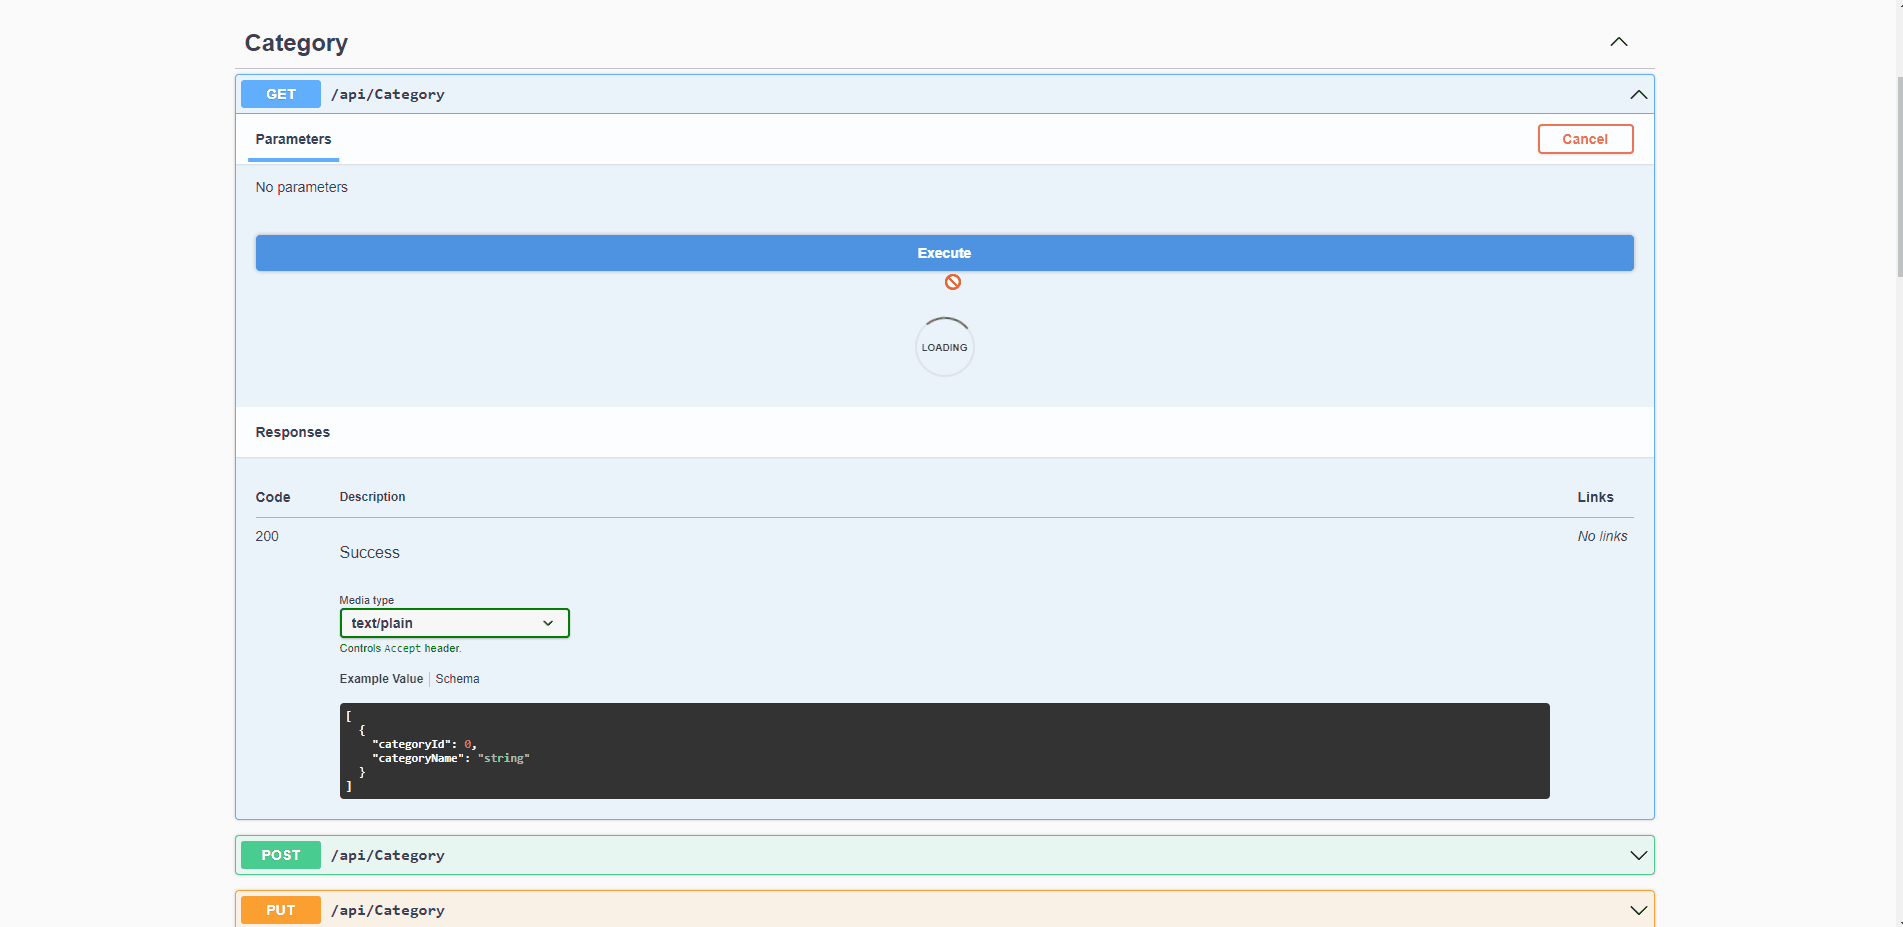 Category
GET /api/Category
Parameters Cancel
No parameters
Execute
LOADING
Responses
Code Description Links
200 No links
Success
Media type
text/plain
Controls Accept header.
Example Value Schema
[
{
"categoryId": 0,
"categoryName": "string"
}
]
POST /api/Category
PUT /api/Category